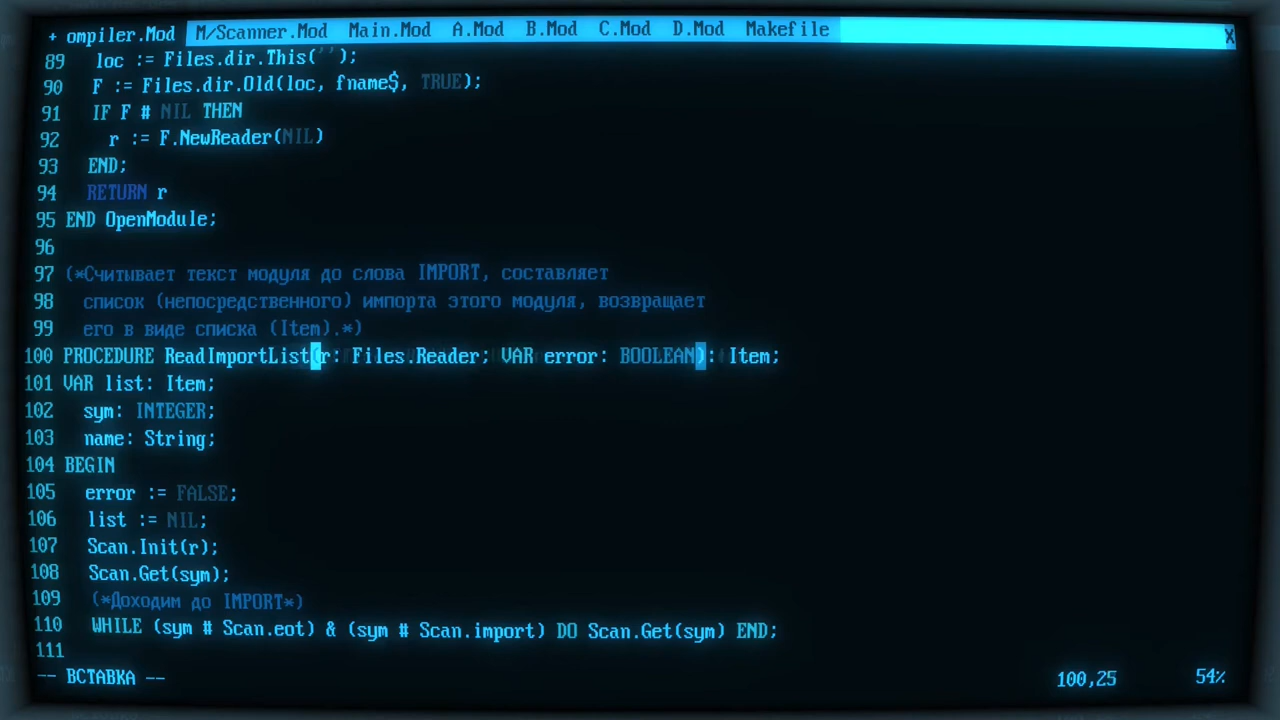 + ompiler.Mod M/Scanner.Mod Main.Mod A.Mod B.Mod C.Mod D.Mod Makefile X
89 loc := Files.dir.This('');
90 F := Files.dir.Old(loc, fname$, TRUE);
91 IF F # NIL THEN
92 r := F.NewReader(NIL)
93 END;
94 RETURN r
95 END OpenModule;
96
97 (*Считывает текст модуля до слова IMPORT, составляет
98 список (непосредственного) импорта этого модуля, возвращает
99 его в виде списка (Item).*)
100 PROCEDURE ReadImportList(r: Files.Reader; VAR error: BOOLEAN): Item;
101 VAR list: Item;
102 sym: INTEGER;
103 name: String;
104 BEGIN
105 error := FALSE;
106 list := NIL;
107 Scan.Init(r);
108 Scan.Get(sym);
109 (*Доходим до IMPORT*)
110 WHILE (sym # Scan.eot) & (sym # Scan.import) DO Scan.Get(sym) END;
111
-- ВСТАВКА -- 100,25 54%